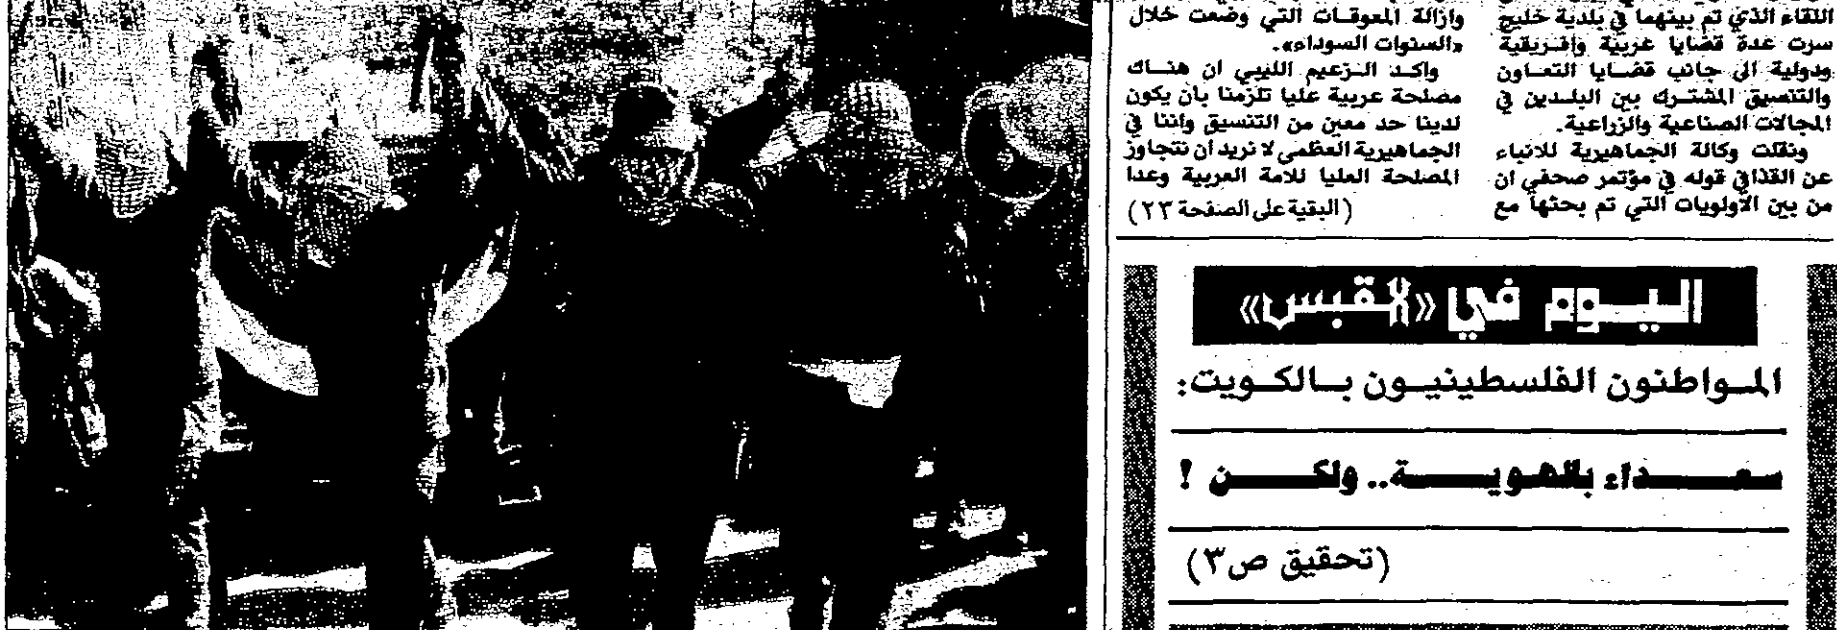 اللقاء الذي تم بينهما في بلدية خليج
سرت عدة قضايا عربية وافريقية
ودولية الى جانب قضايا التعاون
والتنسيق المشترك بين البلدين في
المجالات الصناعية والزراعية.
ونقلت وكالة الجماهيرية للانباء
عن القذافي قوله في مؤتمر صحفي ان
من بين الاولويات التي تم بحثها مع
وازالة المعوقات التي وضعت خلال
«السنوات السوداء».
واكد الزعيم الليبي ان هناك
مصلحة عربية عليا تلزمنا بان يكون
لدينا حد معين من التنسيق واننا في
الجماهيرية العظمى لا نريد ان نتجاوز
المصلحة العليا للامة العربية وعدا
(البقية على الصفحة ٢٣)
اليوم في «القبس»
المواطنون الفلسطينيون بالكويت:
سعداء بالهوية.. ولكن !
(تحقيق ص٣)